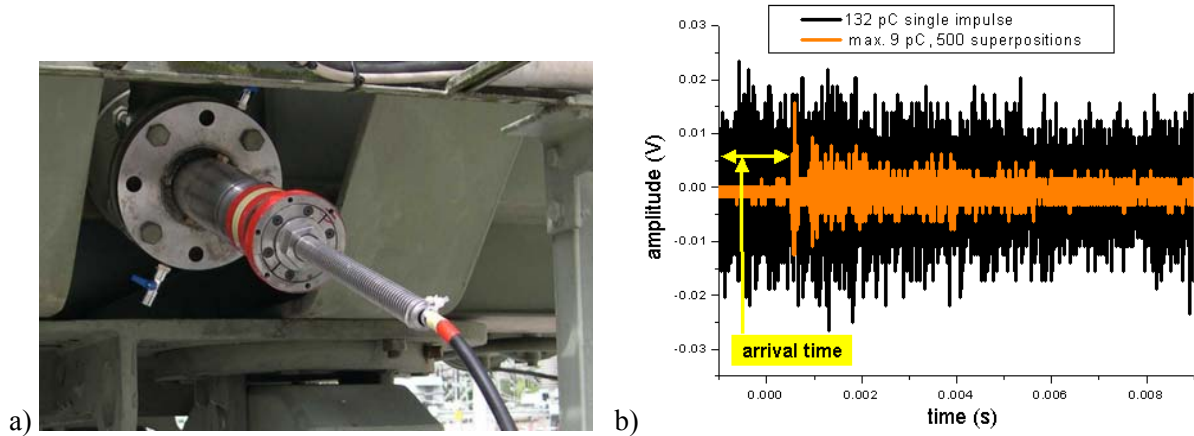 132 pC single impulse
max. 9 pC, 500 superpositions
0.03
0.02
0.01
0.00
-0.01
-0.02
-0.03
amplitude (V)
arrival time
0.000 0.002 0.004 0.006 0.008
time (s)
a) b)